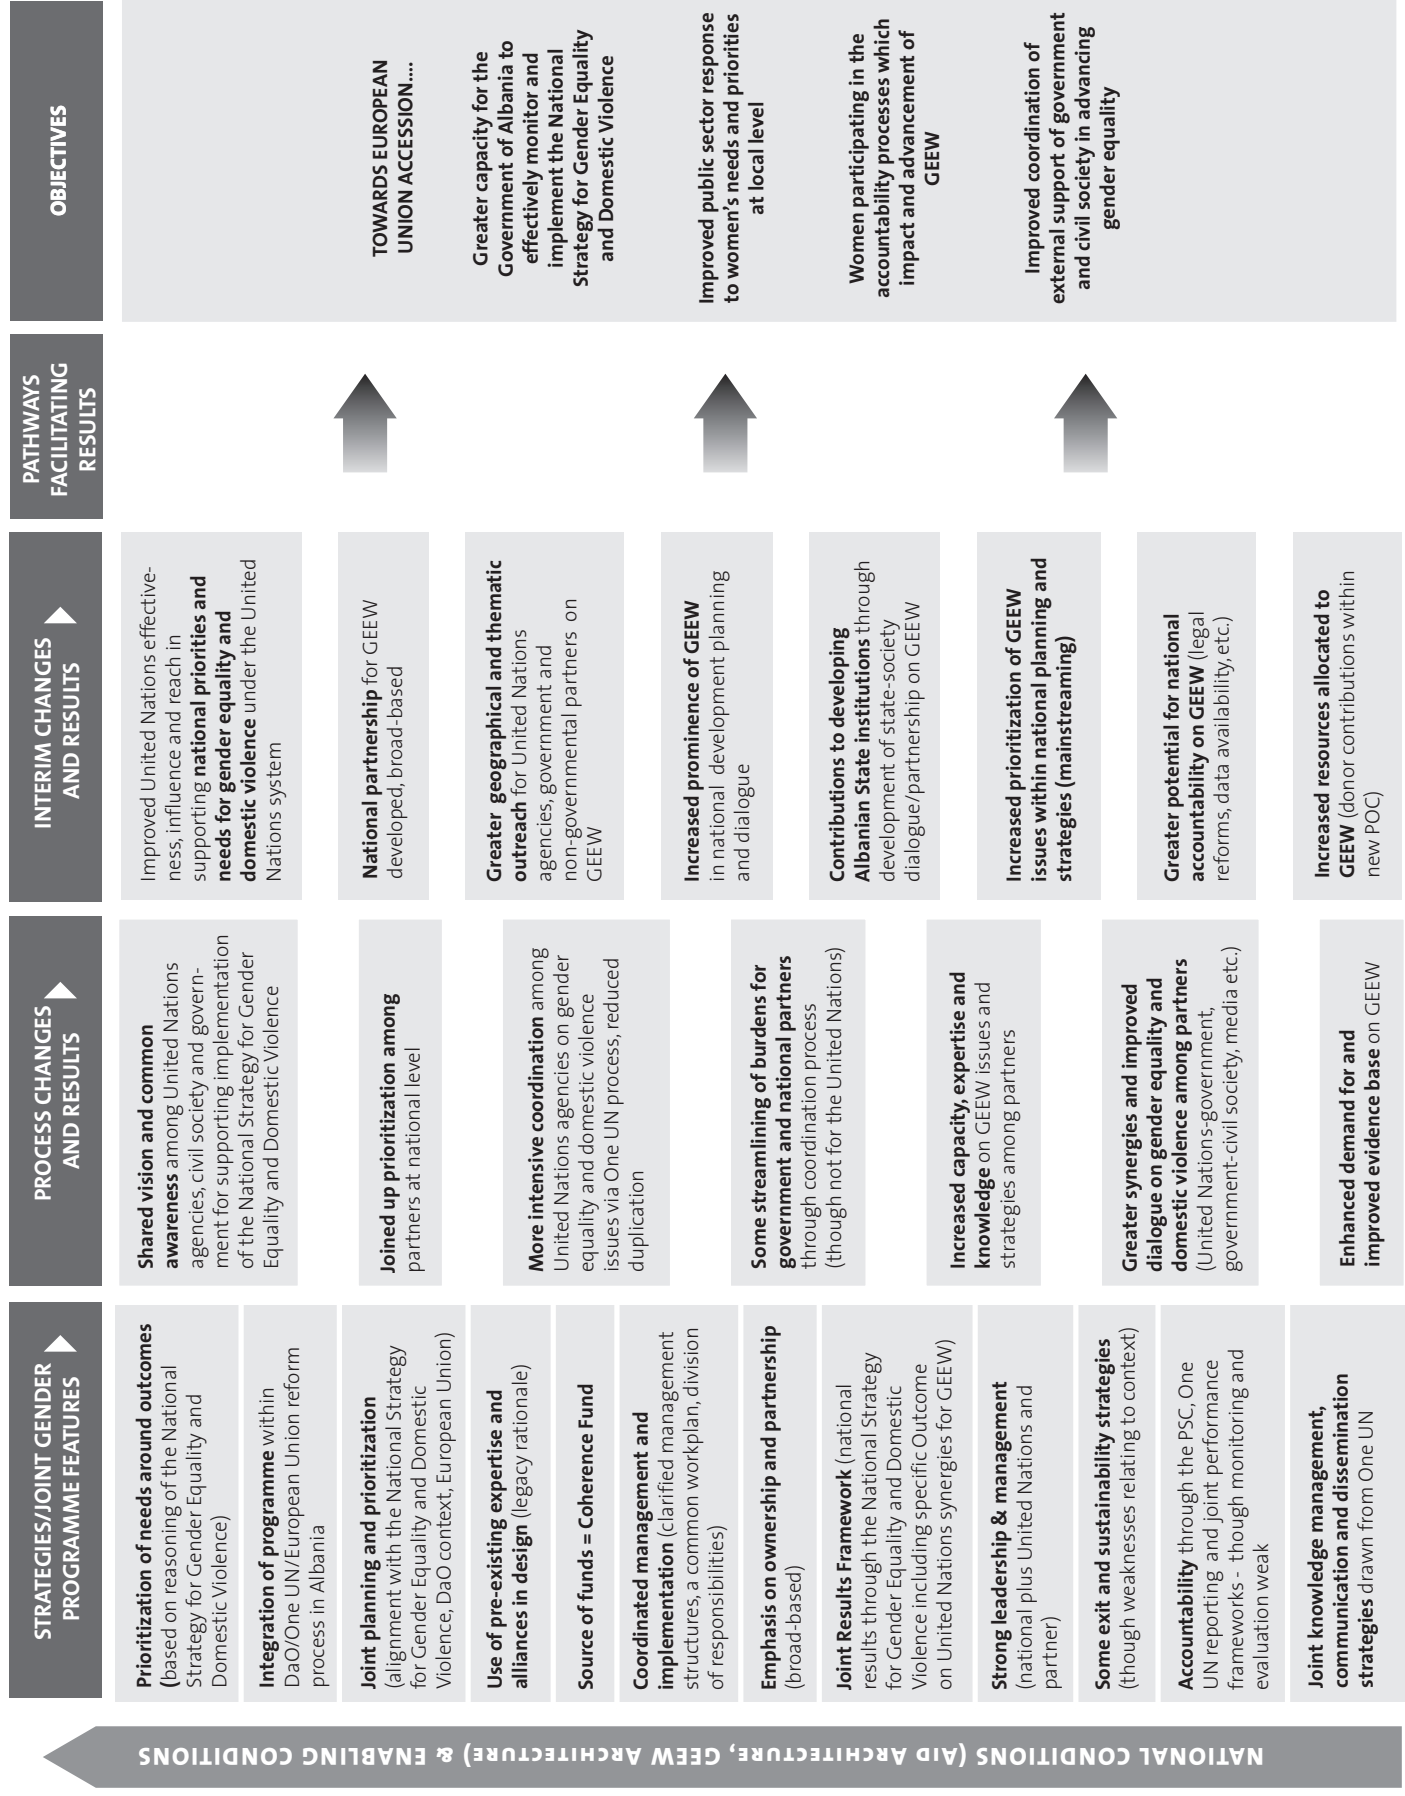 STRATEGIES/JOINT GENDER
PROGRAMME FEATURES
Prioritization of needs around outcomes
(based on reasoning of the National
Strategy for Gender Equality and
Domestic Violence)
Integration of programme within
DaO/One UN/European Union reform
process in Albania
Joint planning and prioritization
(alignment with the National Strategy
for Gender Equality and Domestic
Violence, DaO context, European Union)
Use of pre-existing expertise and
alliances in design (legacy rationale)
Source of funds = Coherence Fund
Coordinated management and
implementation (clarified management
structures, a common workplan, division
of responsibilities)
Emphasis on ownership and partnership
(broad-based)
Joint Results Framework (national
results through the National Strategy
for Gender Equality and Domestic
Violence including specific Outcome
on United Nations synergies for GEEW)
Strong leadership & management
(national plus United Nations and
partner)
Some exit and sustainability strategies
(though weaknesses relating to context)
Accountability through the PSC, One
UN reporting and joint performance
frameworks - though monitoring and
evaluation weak
Joint knowledge management,
communication and dissemination
strategies drawn from One UN
PROCESS CHANGES
AND RESULTS
Shared vision and common
awareness among United Nations
agencies, civil society and govern-
ment for supporting implementation
of the National Strategy for Gender
Equality and Domestic Violence
Joined up prioritization among
partners at national level
More intensive coordination among
United Nations agencies on gender
equality and domestic violence
issues via One UN process, reduced
duplication
Some streamlining of burdens for
government and national partners
through coordination process
(though not for the United Nations)
Increased capacity, expertise and
knowledge on GEEW issues and
strategies among partners
Greater synergies and improved
dialogue on gender equality and
domestic violence among partners
(United Nations-government,
government-civil society, media etc.)
Enhanced demand for and
improved evidence base on GEEW
INTERIM CHANGES
AND RESULTS
Improved United Nations effective-
ness, influence and reach in
supporting national priorities and
needs for gender equality and
domestic violence under the United
Nations system
National partnership for GEEW
developed, broad-based
Greater geographical and thematic
outreach for United Nations
agencies, government and
non-governmental partners on
GEEW
Increased prominence of GEEW
in national development planning
and dialogue
Contributions to developing
Albanian State institutions through
development of state-society
dialogue/partnership on GEEW
Increased prioritization of GEEW
issues within national planning and
strategies (mainstreaming)
Greater potential for national
accountability on GEEW (legal
reforms, data availability, etc.)
Increased resources allocated to
GEEW (donor contributions within
new POC)
PATHWAYS
FACILITATING
RESULTS
OBJECTIVES
TOWARDS EUROPEAN
UNION ACCESSION....
Greater capacity for the
Government of Albania to
effectively monitor and
implement the National
Strategy for Gender Equality
and Domestic Violence
Improved public sector response
to women's needs and priorities
at local level
Women participating in the
accountability processes which
impact and advancement of
GEEW
Improved coordination of
external support of government
and civil society in advancing
gender equality
NATIONAL CONDITIONS (AID ARCHITECTURE, GEEW ARCHITECTURE) & ENABLING CONDITIONS